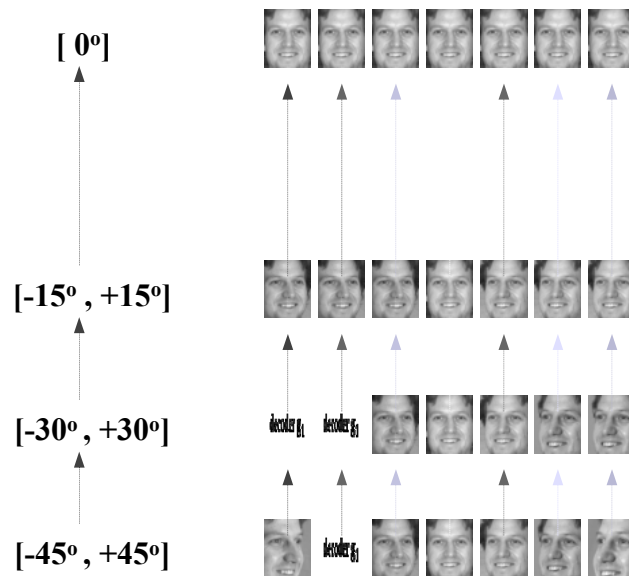 [ 0º]
[-15º , +15º]
[-30º , +30º]
[-45º , +45º]